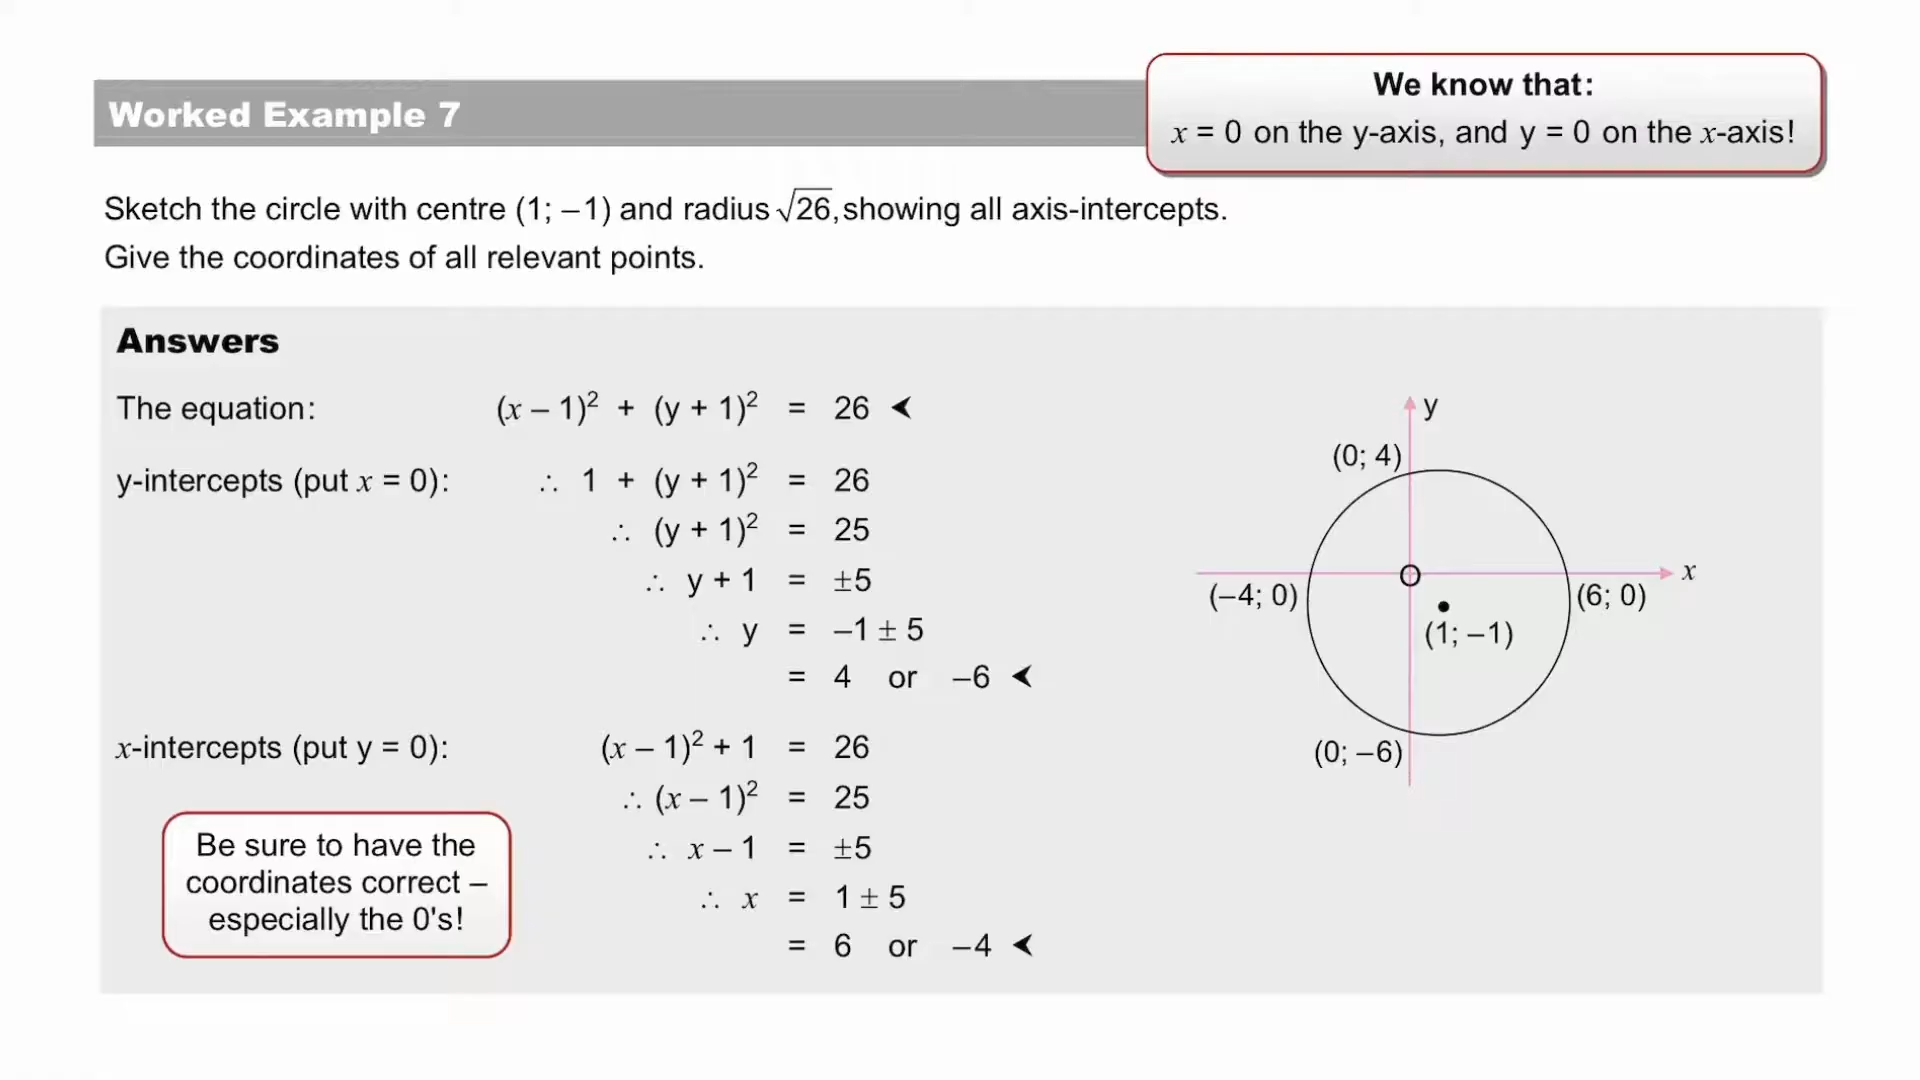 We know that:
x = 0 on the y-axis, and y = 0 on the x-axis!
Worked Example 7
Sketch the circle with centre (1; –1) and radius √26, showing all axis-intercepts.
Give the coordinates of all relevant points.
Answers
The equation: (x – 1)² + (y + 1)² = 26 ⮜
y-intercepts (put x = 0): ∴ 1 + (y + 1)² = 26
∴ (y + 1)² = 25
∴ y + 1 = ±5
∴ y = –1 ± 5
= 4 or –6 ⮜
x-intercepts (put y = 0): (x – 1)² + 1 = 26
∴ (x – 1)² = 25
∴ x – 1 = ±5
∴ x = 1 ± 5
= 6 or –4 ⮜
Be sure to have the
coordinates correct –
especially the 0's!
y
(0; 4)
x
O
(–4; 0)
(6; 0)
(1; –1)
(0; –6)